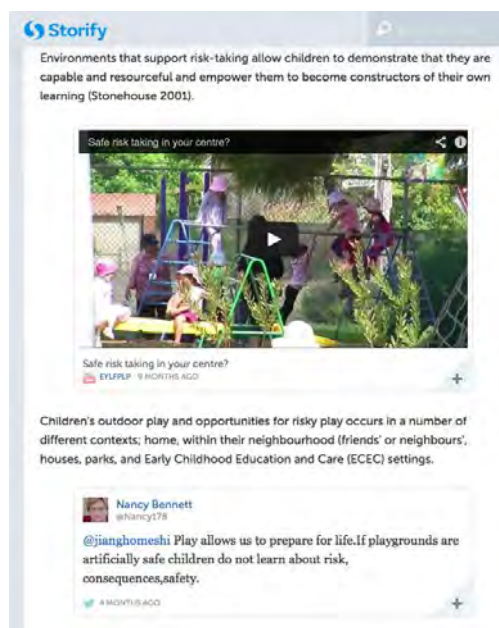 Storify
Environments that support risk-taking allow children to demonstrate that they are
capable and resourceful and empower them to become constructors of their own
learning (Stonehouse 2001).
Safe risk taking in your centre?
Safe risk taking in your centre?
EYLFPLP · 9 MONTHS AGO
Children's outdoor play and opportunities for risky play occurs in a number of
different contexts; home, within their neighbourhood (friends' or neighbours',
houses, parks, and Early Childhood Education and Care (ECEC) settings.
Nancy Bennett
@Nancy178
@jianghomeshi Play allows us to prepare for life.If playgrounds are
artificially safe children do not learn about risk,
consequences,safety.
4 MONTHS AGO